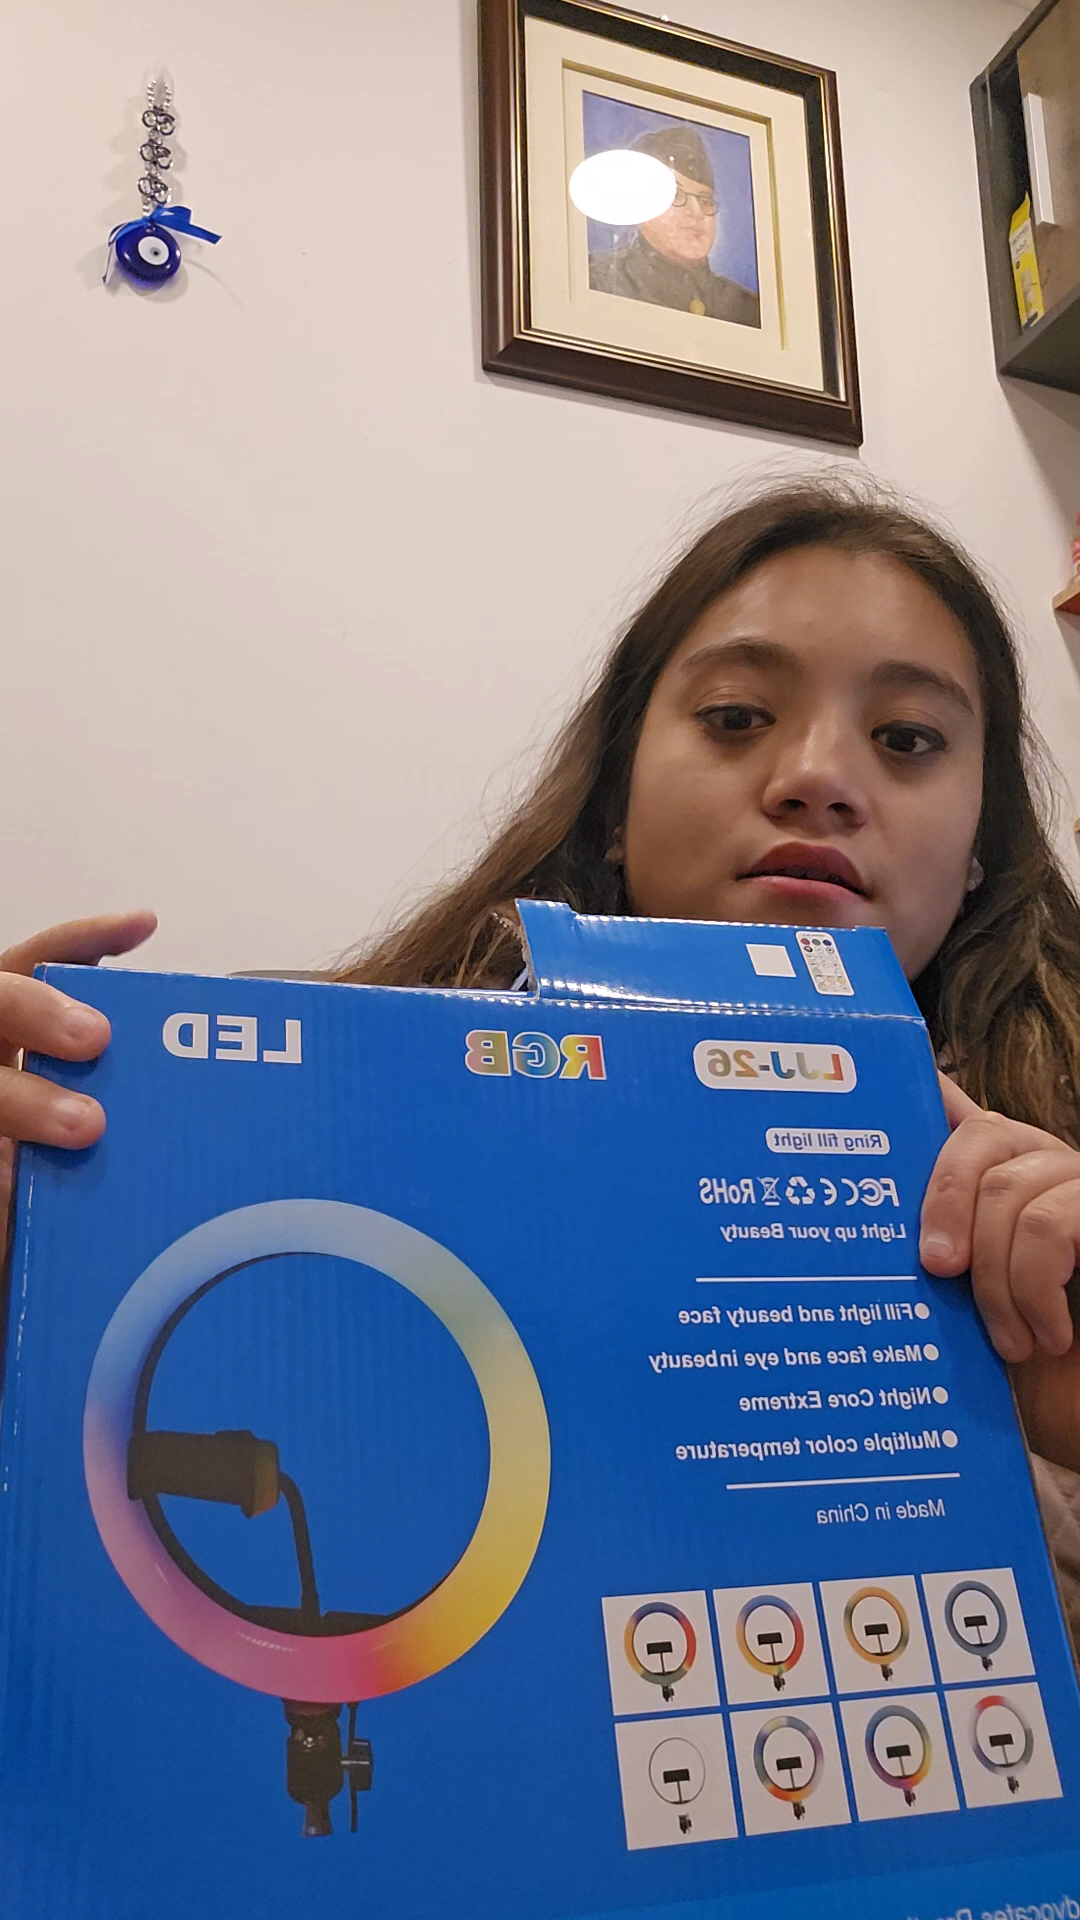 LJJ-26 RGB LED
Ring fill light
FC CE RoHS
Light up your Beauty
●Fill light and beauty face
●Make face and eye in beauty
●Night Core Extreme
●Multiple color temperature
Made in China